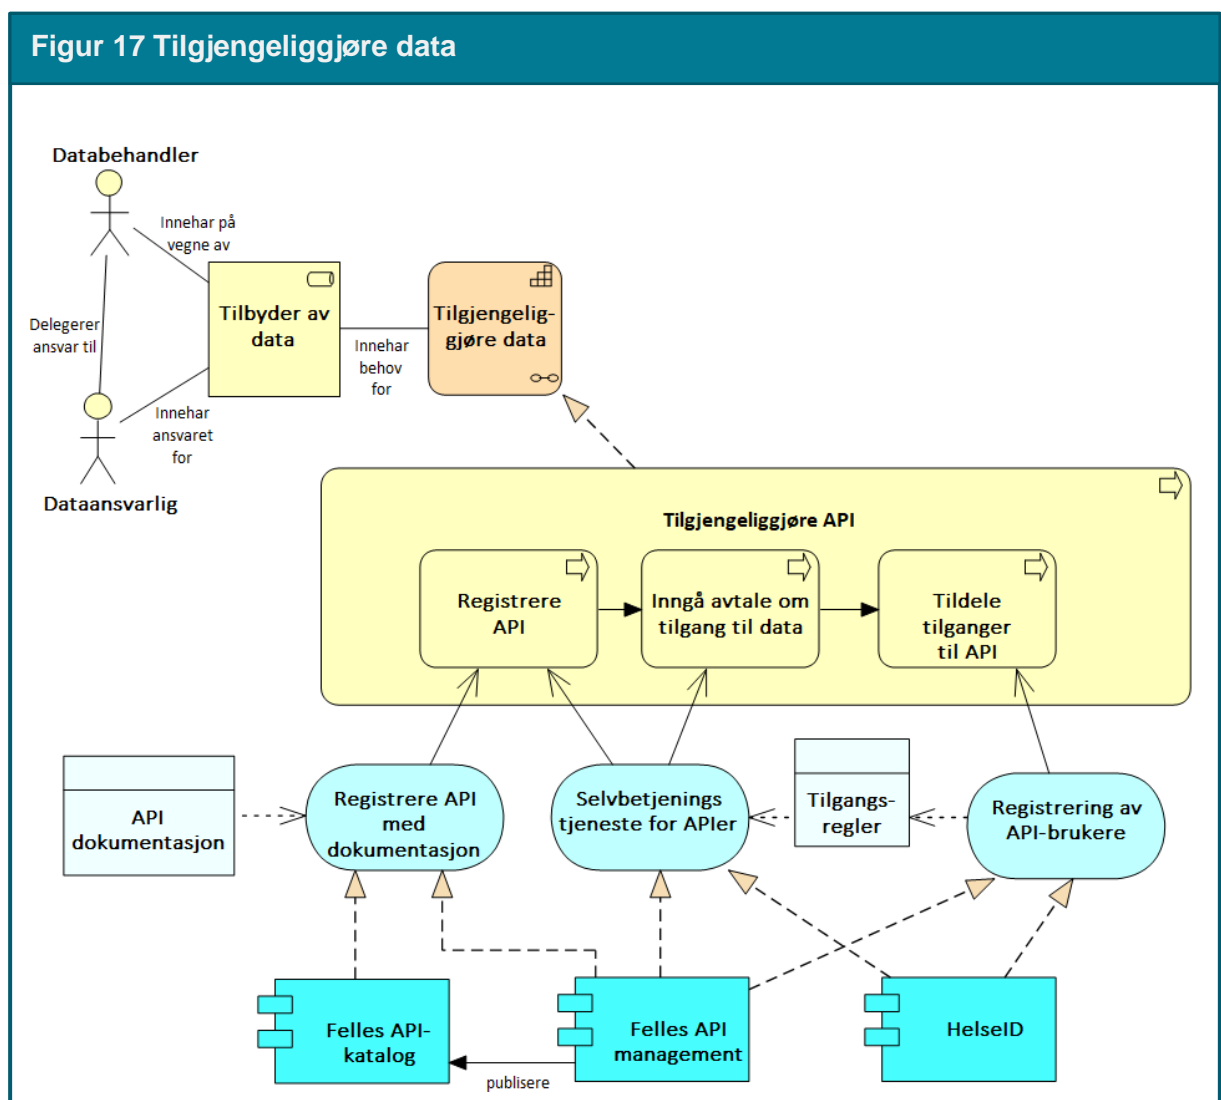 Figur 17 Tilgjengeliggjøre data
Databehandler
Innehar på
vegne av
Delegerer
ansvar til
Tilbyder av
data
Innehar
behov
for
Tilgjengelig-
gjøre data
Innehar
ansvaret
for
Dataansvarlig
Tilgjengeliggjøre API
Registrere
API
Inngå avtale om
tilgang til data
Tildele
tilganger
til API
API
dokumentasjon
Registrere API
med
dokumentasjon
Selvbetjenings
tjeneste for APIer
Tilgangs-
regler
Registrering av
API-brukere
Felles API-
katalog
publisere
Felles API
management
HelseID